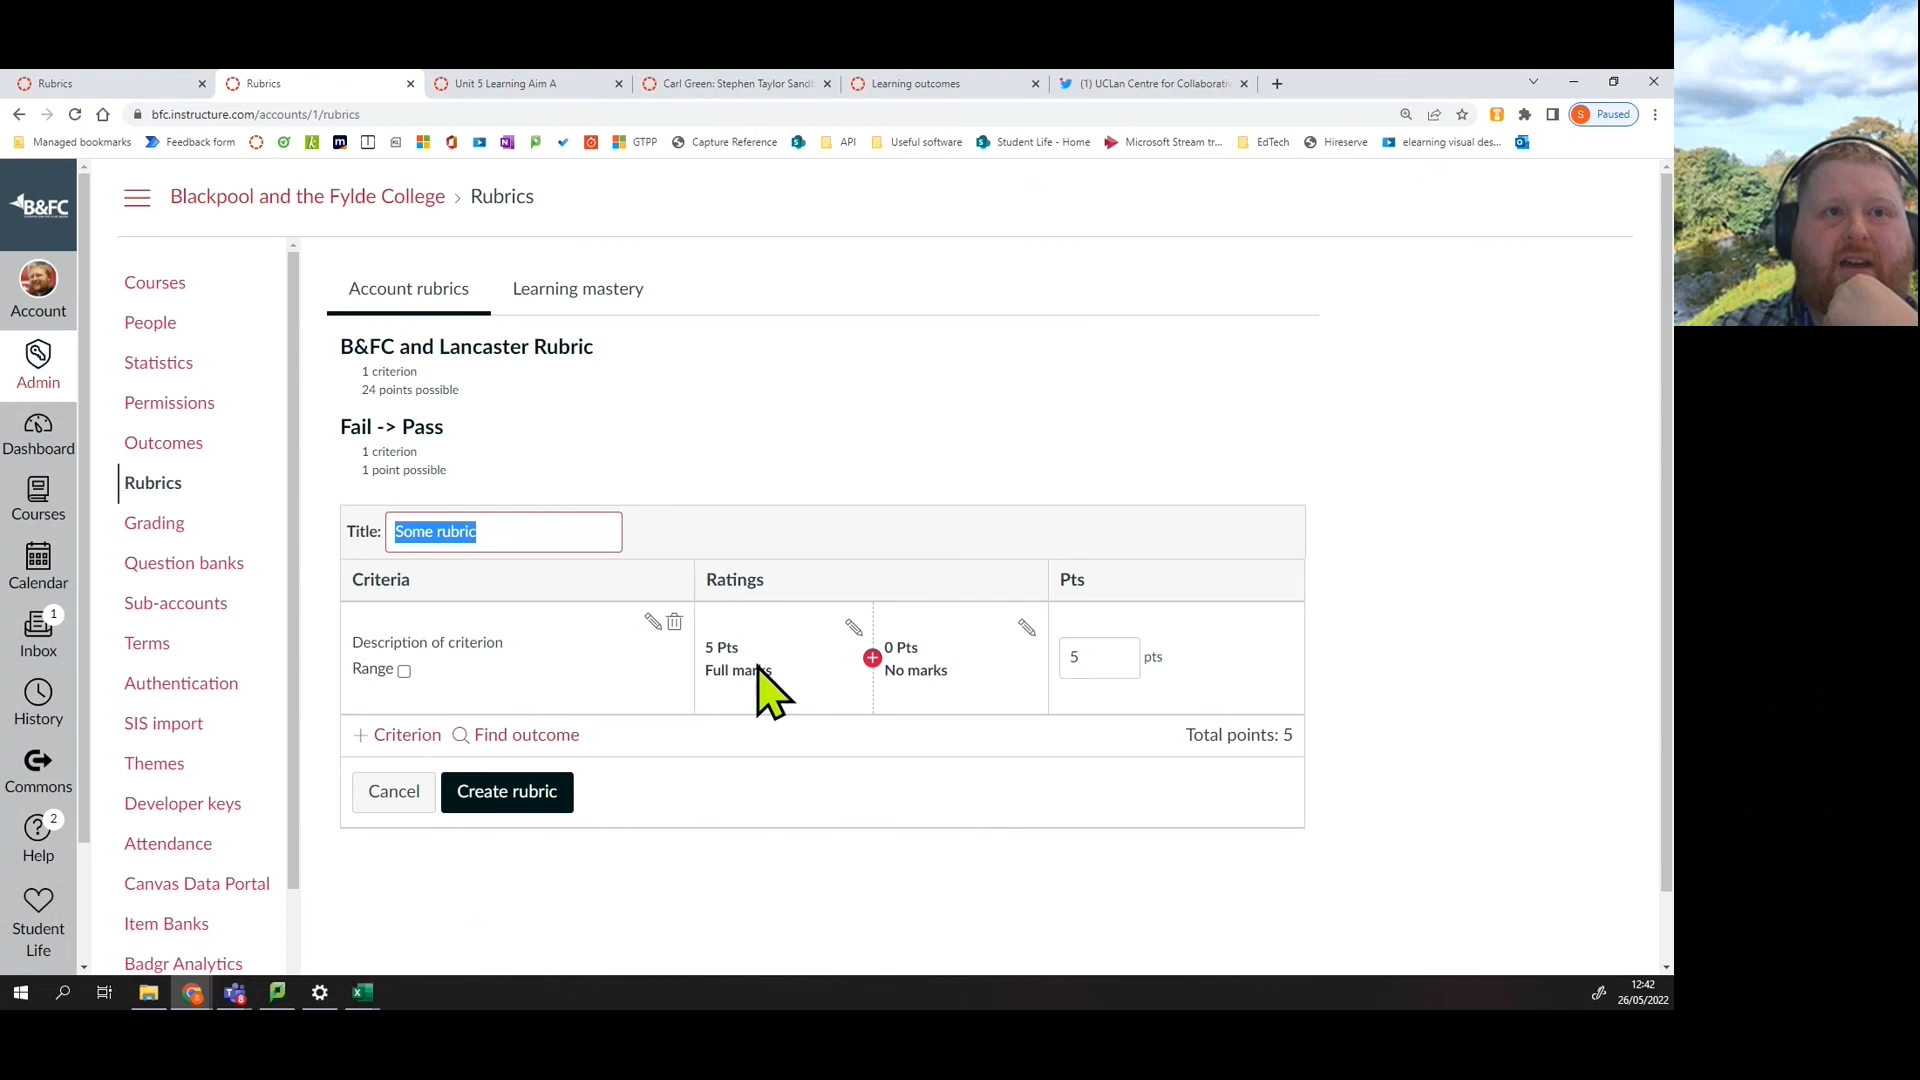 Rubrics
Rubrics
Unit 5 Learning Aim A
Carl Green: Stephen Taylor Sandb
Learning outcomes
(1) UCLan Centre for Collaborativ
bfc.instructure.com/accounts/1/rubrics
S Paused
Managed bookmarks
Feedback form
GTPP
Capture Reference
API
Useful software
Student Life - Home
Microsoft Stream tr...
EdTech
Hireserve
elearning visual des...
B&FC
Account
Admin
Dashboard
Courses
Calendar
1
Inbox
History
Commons
2
Help
Student
Life
Blackpool and the Fylde College > Rubrics
Courses
People
Statistics
Permissions
Outcomes
Rubrics
Grading
Question banks
Sub-accounts
Terms
Authentication
SIS import
Themes
Developer keys
Attendance
Canvas Data Portal
Item Banks
Badgr Analytics
Account rubrics
Learning mastery
B&FC and Lancaster Rubric
1 criterion
24 points possible
Fail -> Pass
1 criterion
1 point possible
Title: Some rubric
Criteria
Ratings
Pts
Description of criterion
Range
5 Pts
Full marks
0 Pts
No marks
5 pts
+ Criterion
Find outcome
Total points: 5
Cancel
Create rubric
12:42
26/05/2022